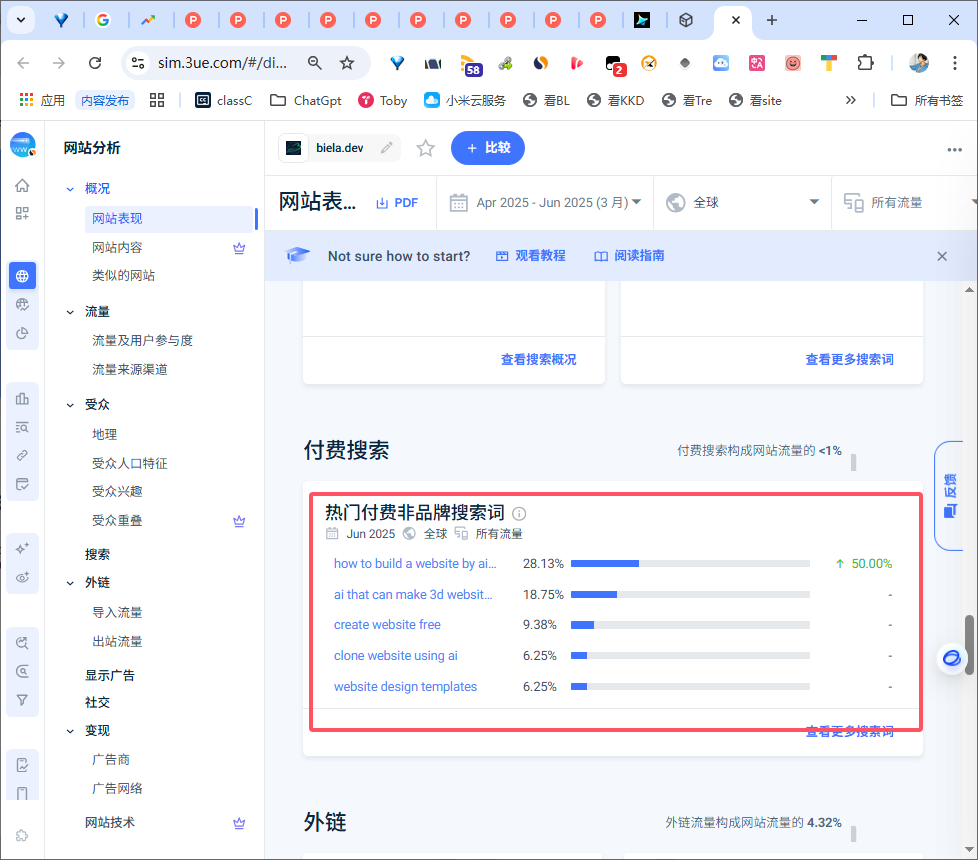 sim.3ue.com/#/di...
58
2
应用
内容发布
classC
ChatGpt
Toby
小米云服务
看BL
看KKD
看Tre
看site
所有书签
网站分析
概况
网站表现
网站内容
类似的网站
流量
流量及用户参与度
流量来源渠道
受众
地理
受众人口特征
受众兴趣
受众重叠
搜索
外链
导入流量
出站流量
显示广告
社交
变现
广告商
广告网络
网站技术
biela.dev
+ 比较
网站表...
PDF
Apr 2025 - Jun 2025 (3 月)
全球
所有流量
Not sure how to start?
观看教程
阅读指南
查看搜索概况
查看更多搜索词
付费搜索
付费搜索构成网站流量的 <1%
热门付费非品牌搜索词
Jun 2025 全球 所有流量
how to build a website by ai... 28.13% ↑ 50.00%
ai that can make 3d websit... 18.75% -
create website free 9.38% -
clone website using ai 6.25% -
website design templates 6.25% -
查看更多搜索词
外链
外链流量构成网站流量的 4.32%
反馈